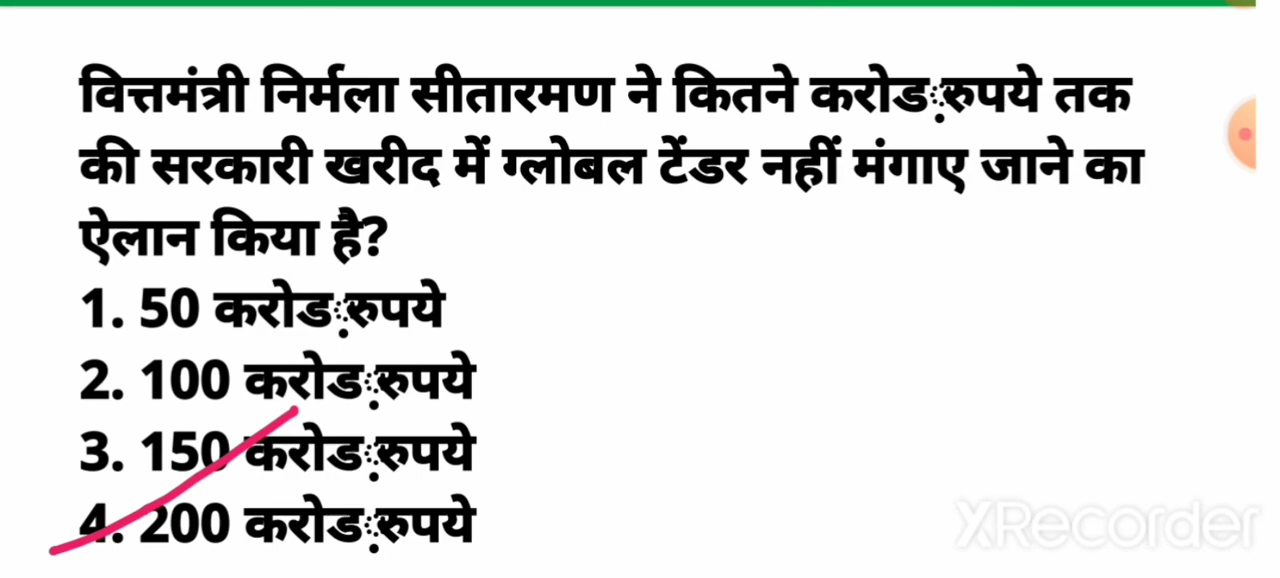 वित्तमंत्री निर्मला सीतारमण ने कितने करोड़ रुपये तक
की सरकारी खरीद में ग्लोबल टेंडर नहीं मंगाए जाने का
ऐलान किया है?
1. 50 करोड़ रुपये
2. 100 करोड़ रुपये
3. 150 करोड़ रुपये
4. 200 करोड़ रुपये
XRecorder